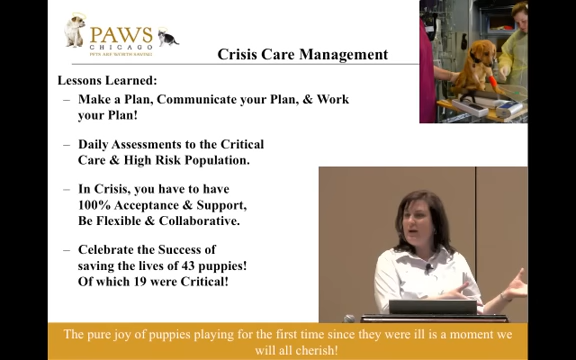 PAWS
CHICAGO
PETS ARE WORTH SAVING
Crisis Care Management
Lessons Learned:
– Make a Plan, Communicate your Plan, & Work
your Plan!
– Daily Assessments to the Critical
Care & High Risk Population.
– In Crisis, you have to have
100% Acceptance & Support,
Be Flexible & Collaborative.
– Celebrate the Success of
saving the lives of 43 puppies!
Of which 19 were Critical!
The pure joy of puppies playing for the first time since they were ill is a moment we
will all cherish!